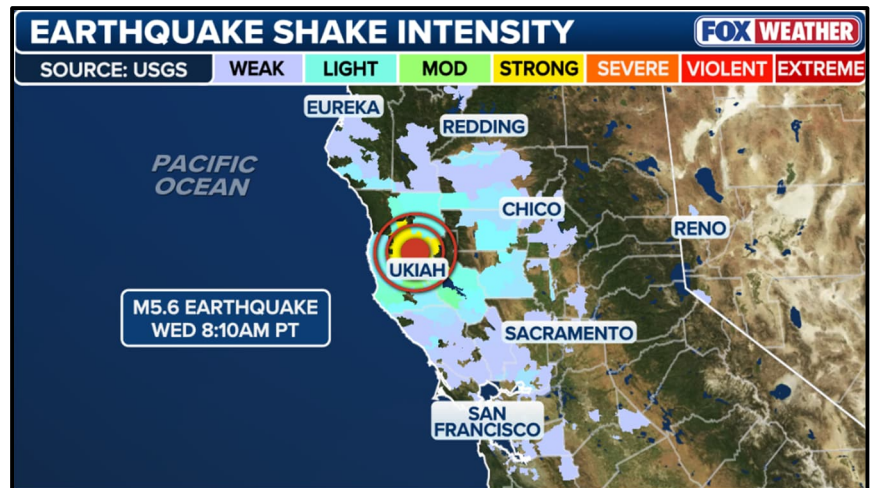 EARTHQUAKE SHAKE INTENSITY
FOX WEATHER
SOURCE: USGS WEAK LIGHT MOD STRONG SEVERE VIOLENT EXTREME
EUREKA
REDDING
PACIFIC
OCEAN
CHICO
RENO
UKIAH
M5.6 EARTHQUAKE
WED 8:10AM PT
SACRAMENTO
SAN
FRANCISCO